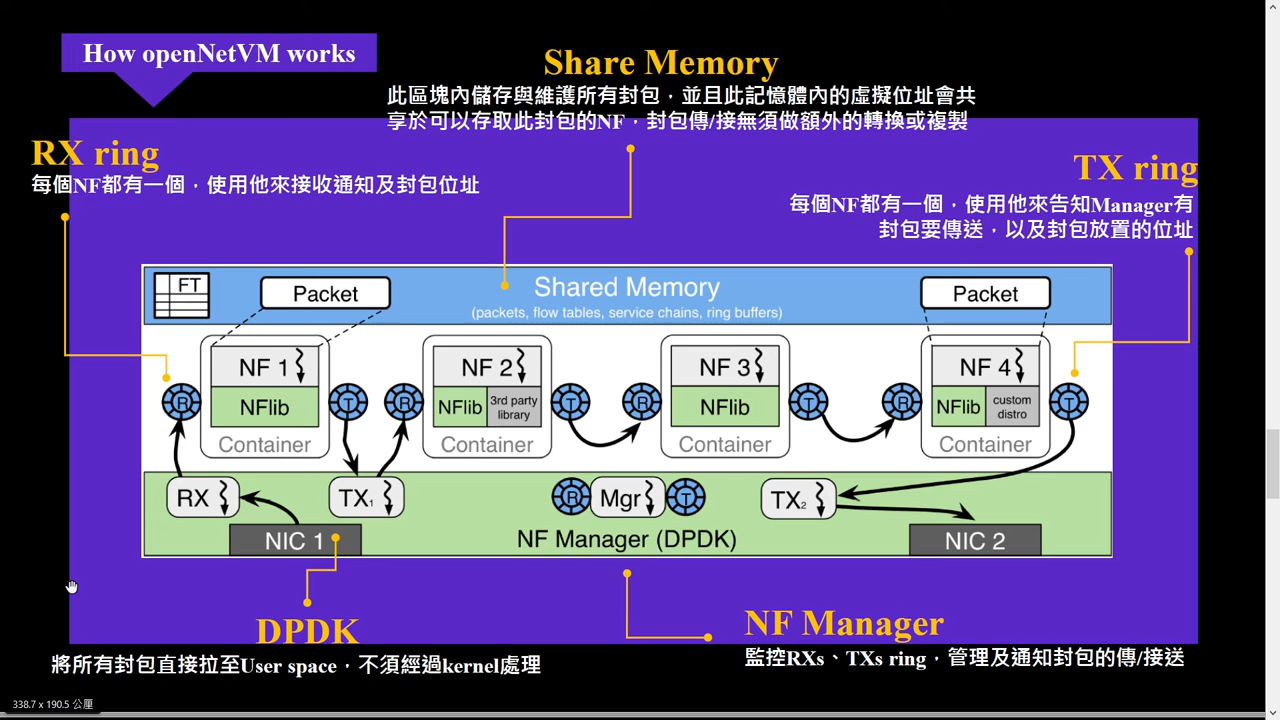 How openNetVM works
Share Memory
此區塊內儲存與維護所有封包，並且此記憶體內的虛擬位址會共
享於可以存取此封包的NF，封包傳/接無須做額外的轉換或複製
RX ring
每個NF都有一個，使用他來接收通知及封包位址
TX ring
每個NF都有一個，使用他來告知Manager有
封包要傳送，以及封包放置的位址
FT
Packet
Shared Memory
(packets, flow tables, service chains, ring buffers)
Packet
NF 1
NF 2
NF 3
NF 4
R
NFlib
T
R
NFlib
3rd party
library
T
R
NFlib
T
R
NFlib
custom
distro
T
Container
Container
Container
Container
RX
TX1
R
Mgr
T
TX2
NIC 1
NF Manager (DPDK)
NIC 2
DPDK
將所有封包直接拉至User space，不須經過kernel處理
NF Manager
監控RXs、TXs ring，管理及通知封包的傳/接送
338.7 x 190.5 公厘